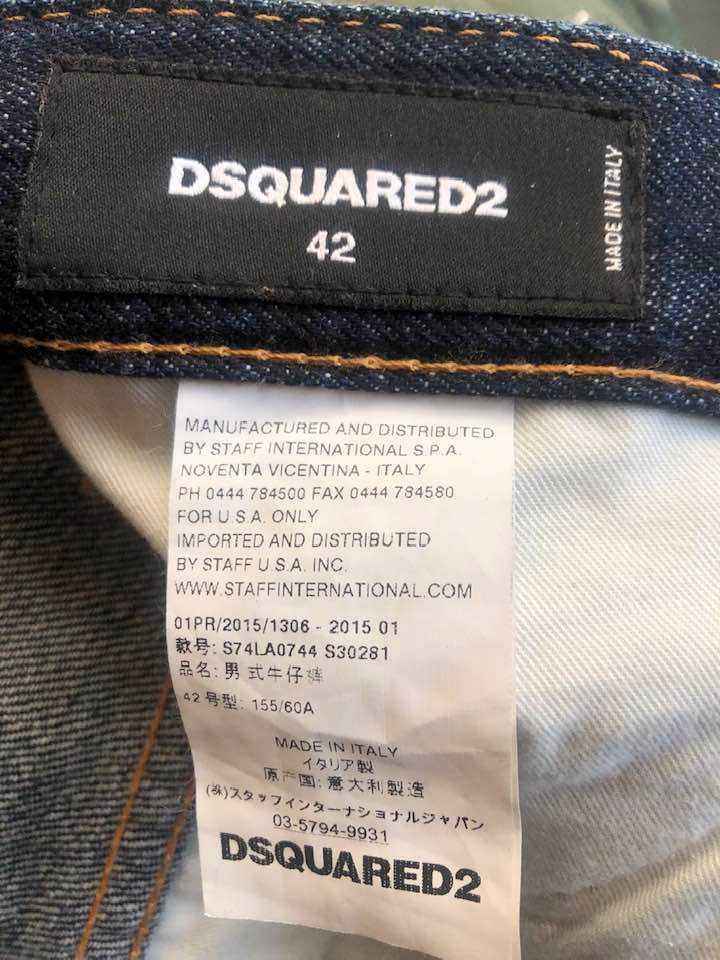 DSQUARED2
42
MADE IN ITALY
MANUFACTURED AND DISTRIBUTED
BY STAFF INTERNATIONAL S.P.A.
NOVENTA VICENTINA - ITALY
PH 0444 784500 FAX 0444 784580
FOR U.S.A. ONLY
IMPORTED AND DISTRIBUTED
BY STAFF U.S.A. INC.
WWW.STAFFINTERNATIONAL.COM
01PR/2015/1306 - 2015 01
款号: S74LA0744 S30281
品名: 男式牛仔裤
42 号型: 155/60A
MADE IN ITALY
イタリア製
原产国: 意大利製造
(株)スタッフインターナショナルジャパン
03-5794-9931
DSQUARED2